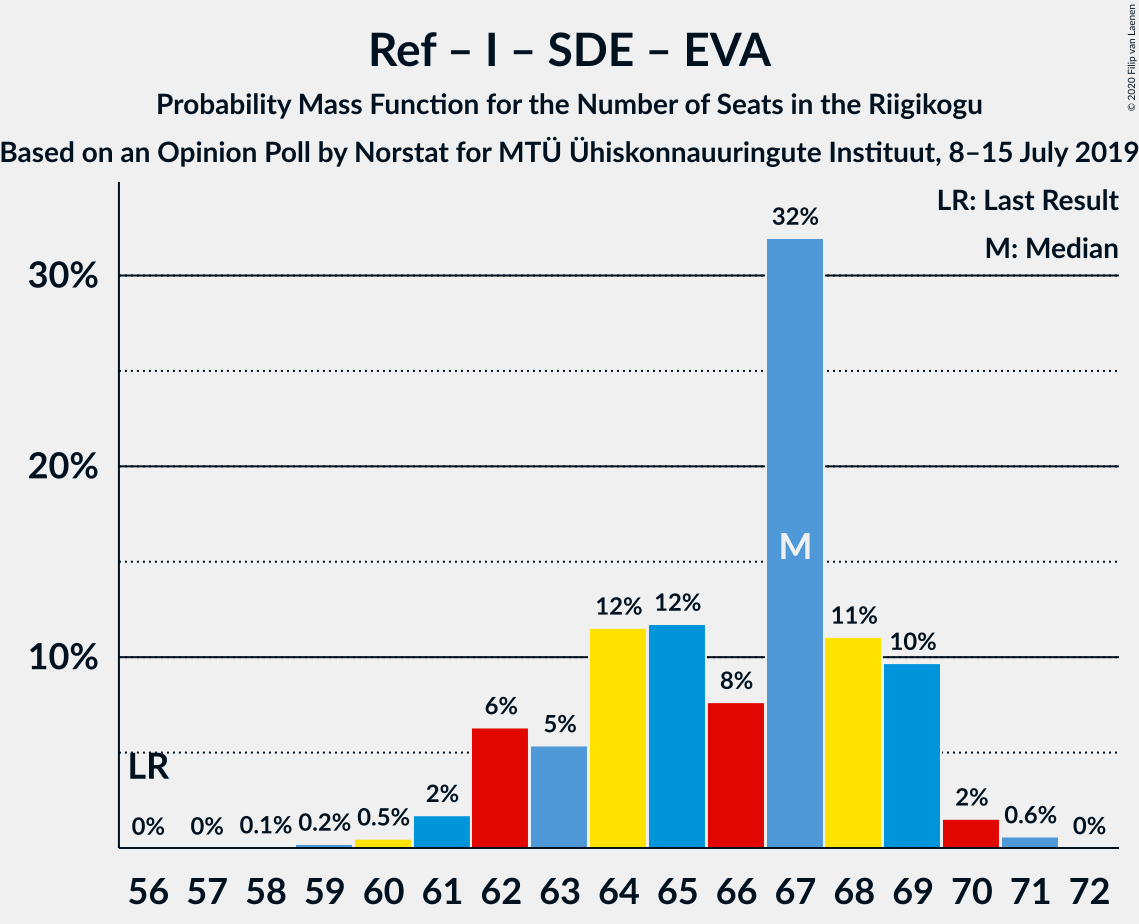 Ref – I – SDE – EVA
Probability Mass Function for the Number of Seats in the Riigikogu
Based on an Opinion Poll by Norstat for MTÜ Ühiskonnauuringute Instituut, 8–15 July 2019
© 2020 Filip van Laenen
LR: Last Result
M: Median
30%
20%
10%
LR
0% 0% 0.1% 0.2% 0.5% 2% 6% 5% 12% 12% 8% 32% 11% 10% 2% 0.6% 0%
M
56 57 58 59 60 61 62 63 64 65 66 67 68 69 70 71 72